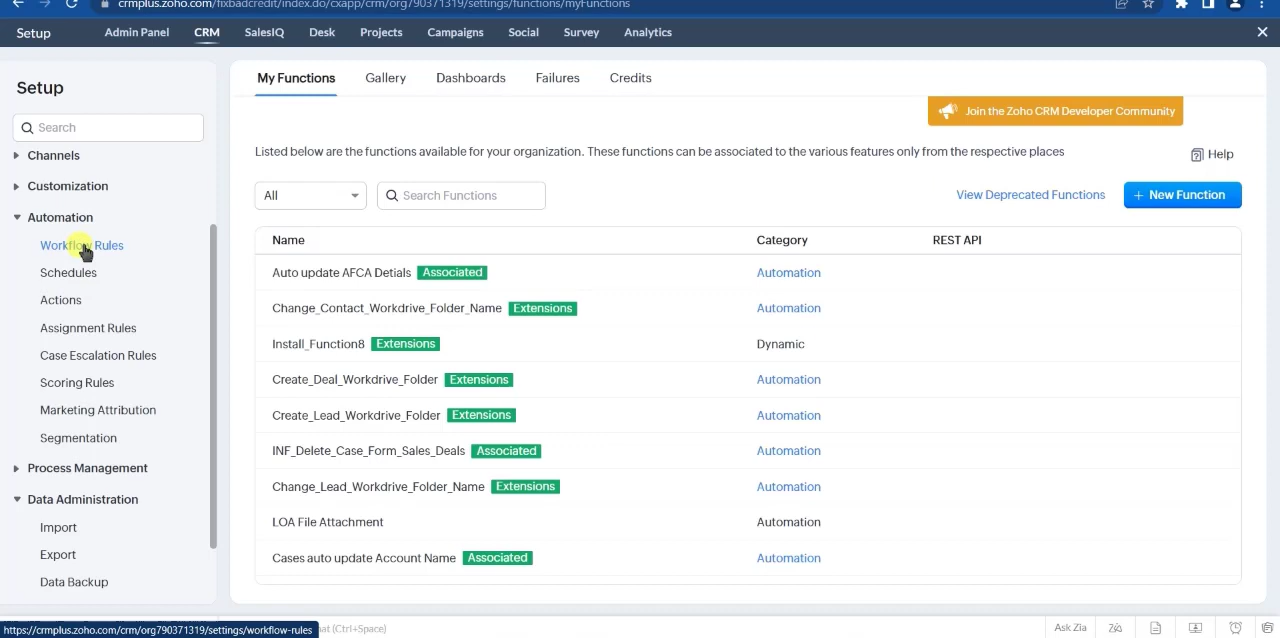 crmplus.zoho.com/fixbadcredit/index.do/cxapp/crm/org790371319/settings/functions/myFunctions
Setup
Admin Panel
CRM
SalesIQ
Desk
Projects
Campaigns
Social
Survey
Analytics
Setup
Search
Channels
Customization
Automation
Workflow Rules
Schedules
Actions
Assignment Rules
Case Escalation Rules
Scoring Rules
Marketing Attribution
Segmentation
Process Management
Data Administration
Import
Export
Data Backup
My Functions
Gallery
Dashboards
Failures
Credits
Join the Zoho CRM Developer Community
Listed below are the functions available for your organization. These functions can be associated to the various features only from the respective places
Help
All
Search Functions
View Deprecated Functions
+ New Function
Name Category REST API
Auto update AFCA Detials Associated Automation
Change_Contact_Workdrive_Folder_Name Extensions Automation
Install_Function8 Extensions Dynamic
Create_Deal_Workdrive_Folder Extensions Automation
Create_Lead_Workdrive_Folder Extensions Automation
INF_Delete_Case_Form_Sales_Deals Associated Automation
Change_Lead_Workdrive_Folder_Name Extensions Automation
LOA File Attachment Automation
Cases auto update Account Name Associated Automation
https://crmplus.zoho.com/crm/org790371319/settings/workflow-rules
(Ctrl+Space)
Ask Zia